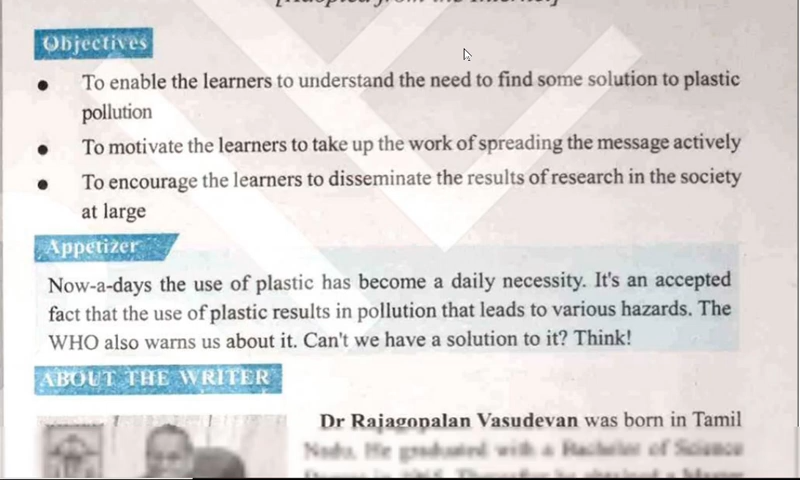 Objectives
● To enable the learners to understand the need to find some solution to plastic
pollution
● To motivate the learners to take up the work of spreading the message actively
● To encourage the learners to disseminate the results of research in the society
at large
Appetizer
Now-a-days the use of plastic has become a daily necessity. It's an accepted
fact that the use of plastic results in pollution that leads to various hazards. The
WHO also warns us about it. Can't we have a solution to it? Think!
ABOUT THE WRITER
Dr Rajagopalan Vasudevan was born in Tamil
Nadu. He graduated with a Bachelor of Science